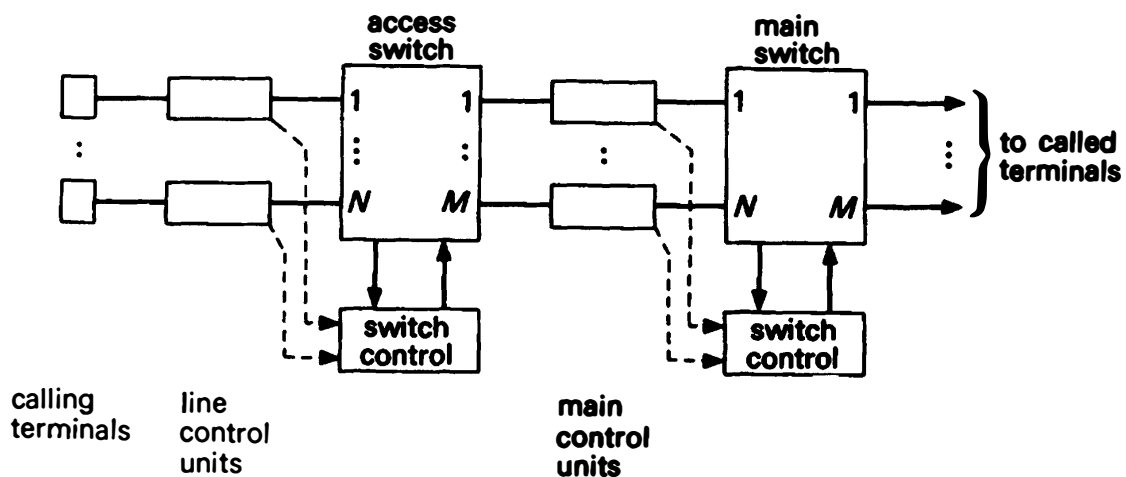 access
switch
main
switch
1
1
1
1
⋮
⋮
⋮
⋮
⋮
⋮
to called
terminals
N
M
N
M
switch
control
switch
control
calling
terminals
line
control
units
main
control
units